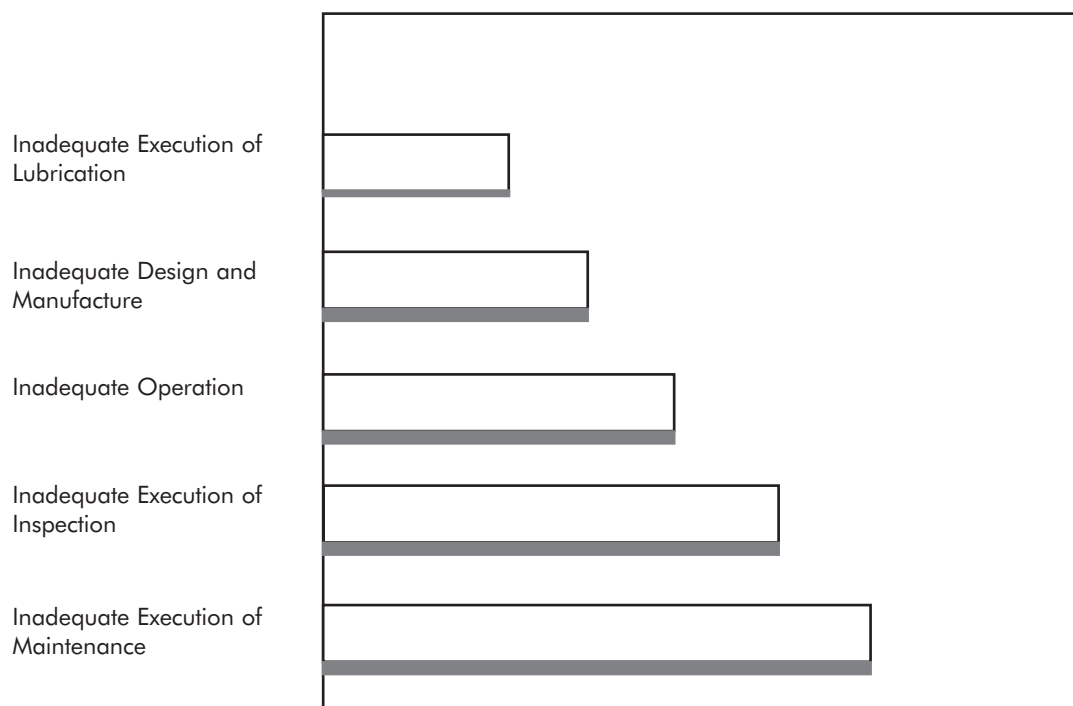 Inadequate Execution of
Lubrication
Inadequate Design and
Manufacture
Inadequate Operation
Inadequate Execution of
Inspection
Inadequate Execution of
Maintenance